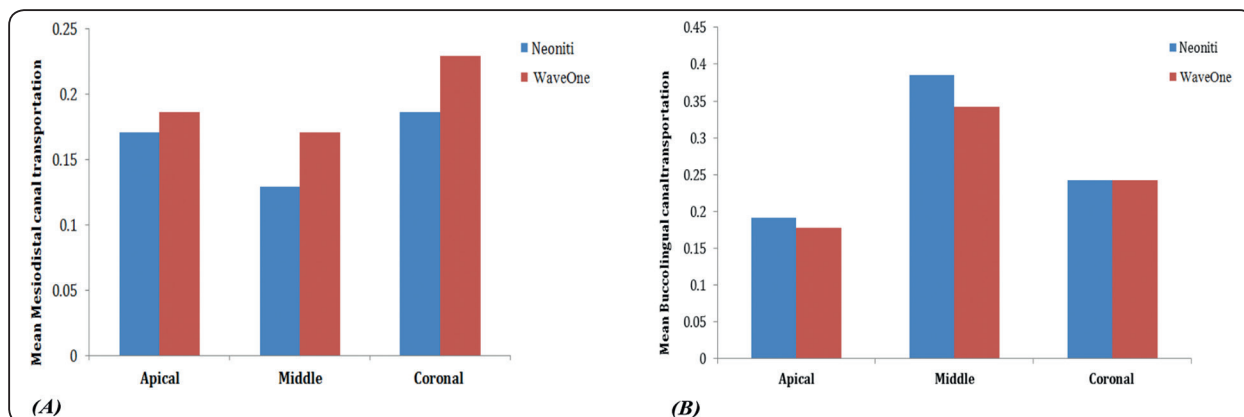 Mean Mesiodistal canal transportation
0.25
0.2
0.15
0.1
0.05
0
Apical
Middle
Coronal
Neoniti
WaveOne
(A)
Mean Buccolingual canaltransportation
0.45
0.4
0.35
0.3
0.25
0.2
0.15
0.1
0.05
0
Apical
Middle
Coronal
Neoniti
WaveOne
(B)